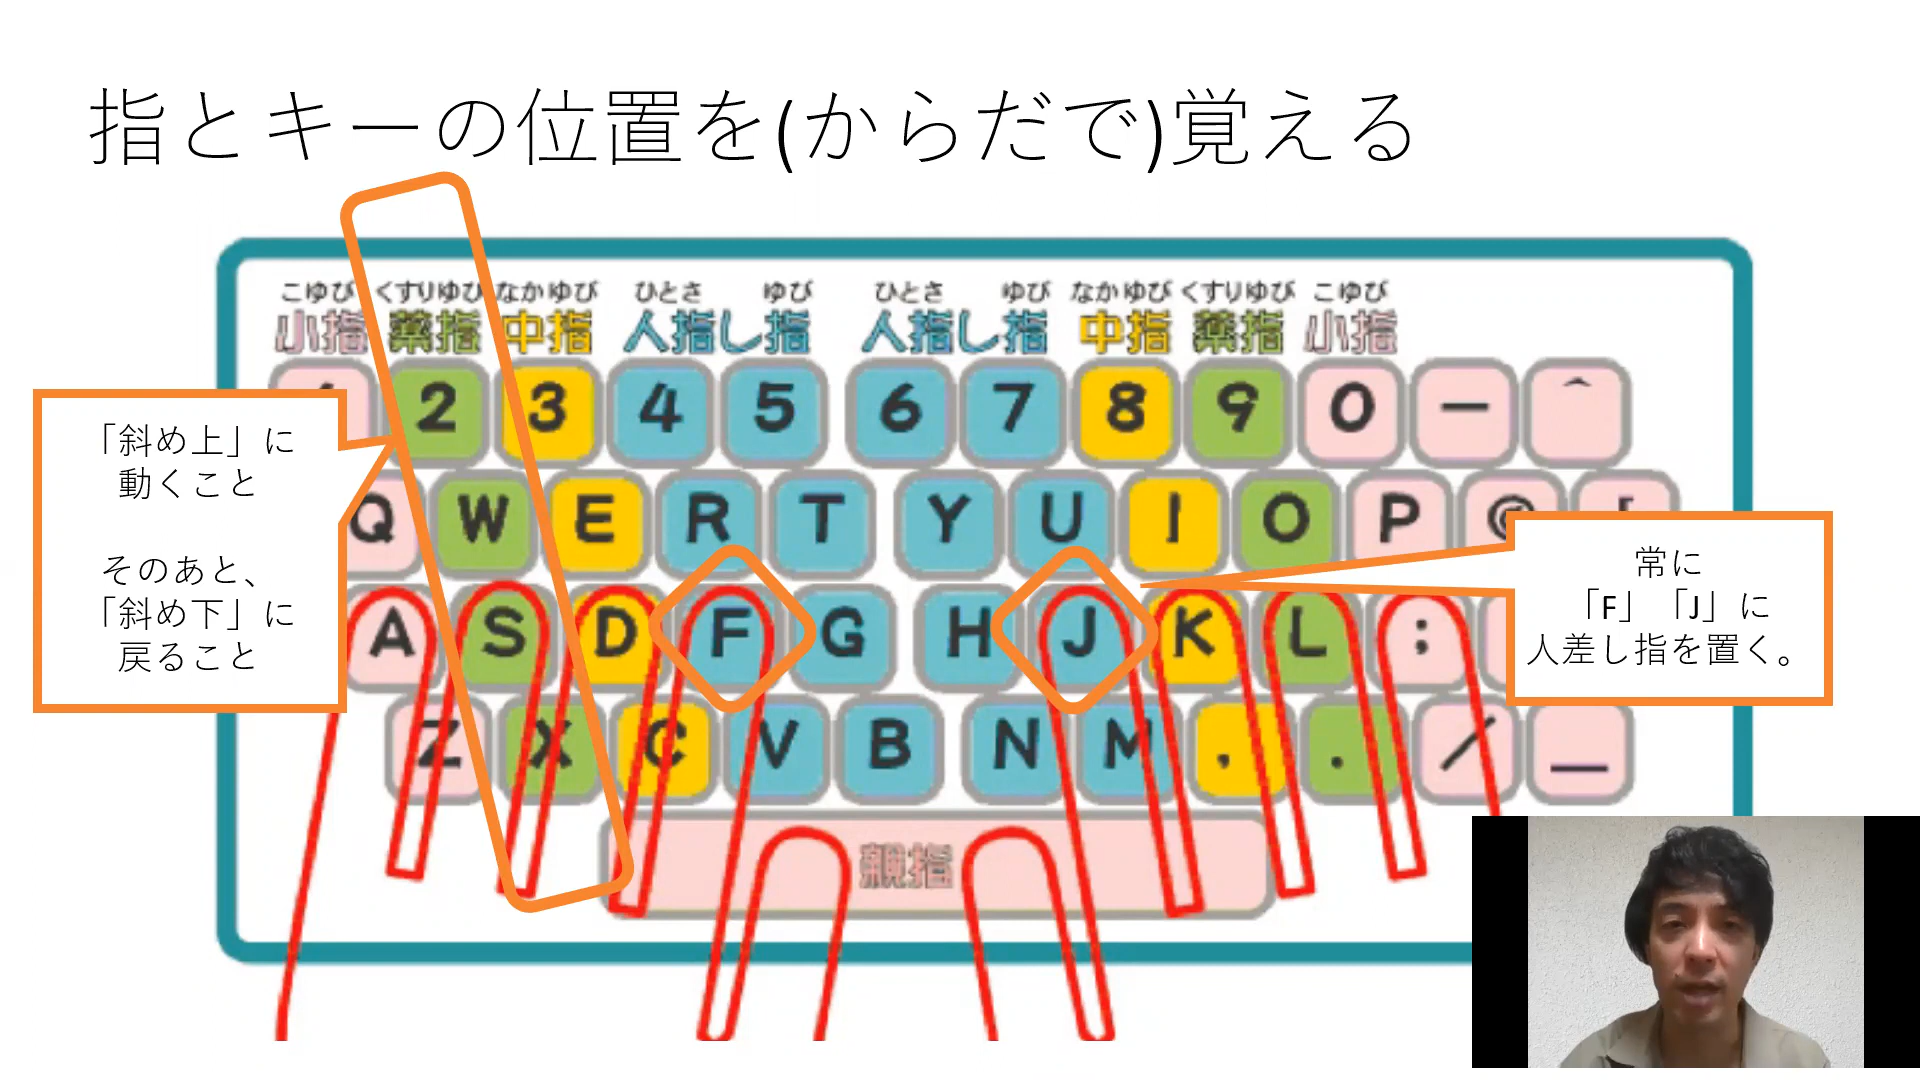 指とキーの位置を(からだで)覚える
こゆび くすりゆび なかゆび ひとさ ゆび ひとさ ゆび なかゆび くすりゆび こゆび
小指 薬指 中指 人指し指 人指し指 中指 薬指 小指
2 3 4 5 6 7 8 9 0 - ^
Q W E R T Y U I O P @
A S D F G H J K L ;
Z X C V B N M , . / _
親指
「斜め上」に
動くこと
そのあと、
「斜め下」に
戻ること
常に
「F」「J」に
人差し指を置く。